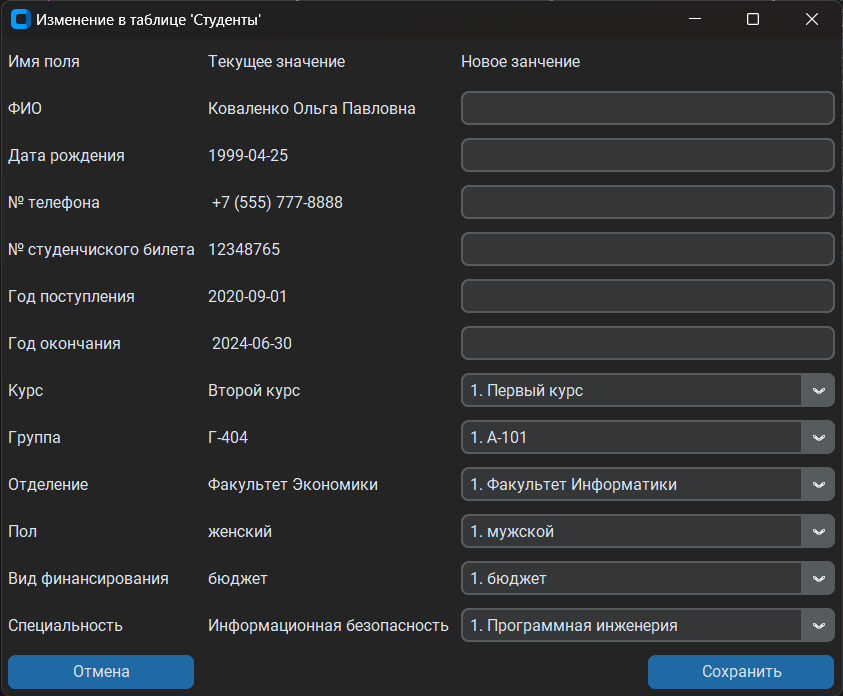 Изменение в таблице 'Студенты'
Имя поля Текущее значение Новое занчение
ФИО Коваленко Ольга Павловна
Дата рождения 1999-04-25
№ телефона +7 (555) 777-8888
№ студенчиского билета 12348765
Год поступления 2020-09-01
Год окончания 2024-06-30
Курс Второй курс 1. Первый курс
Группа Г-404 1. А-101
Отделение Факультет Экономики 1. Факультет Информатики
Пол женский 1. мужской
Вид финансирования бюджет 1. бюджет
Специальность Информационная безопасность 1. Программная инженерия
Отмена Сохранить